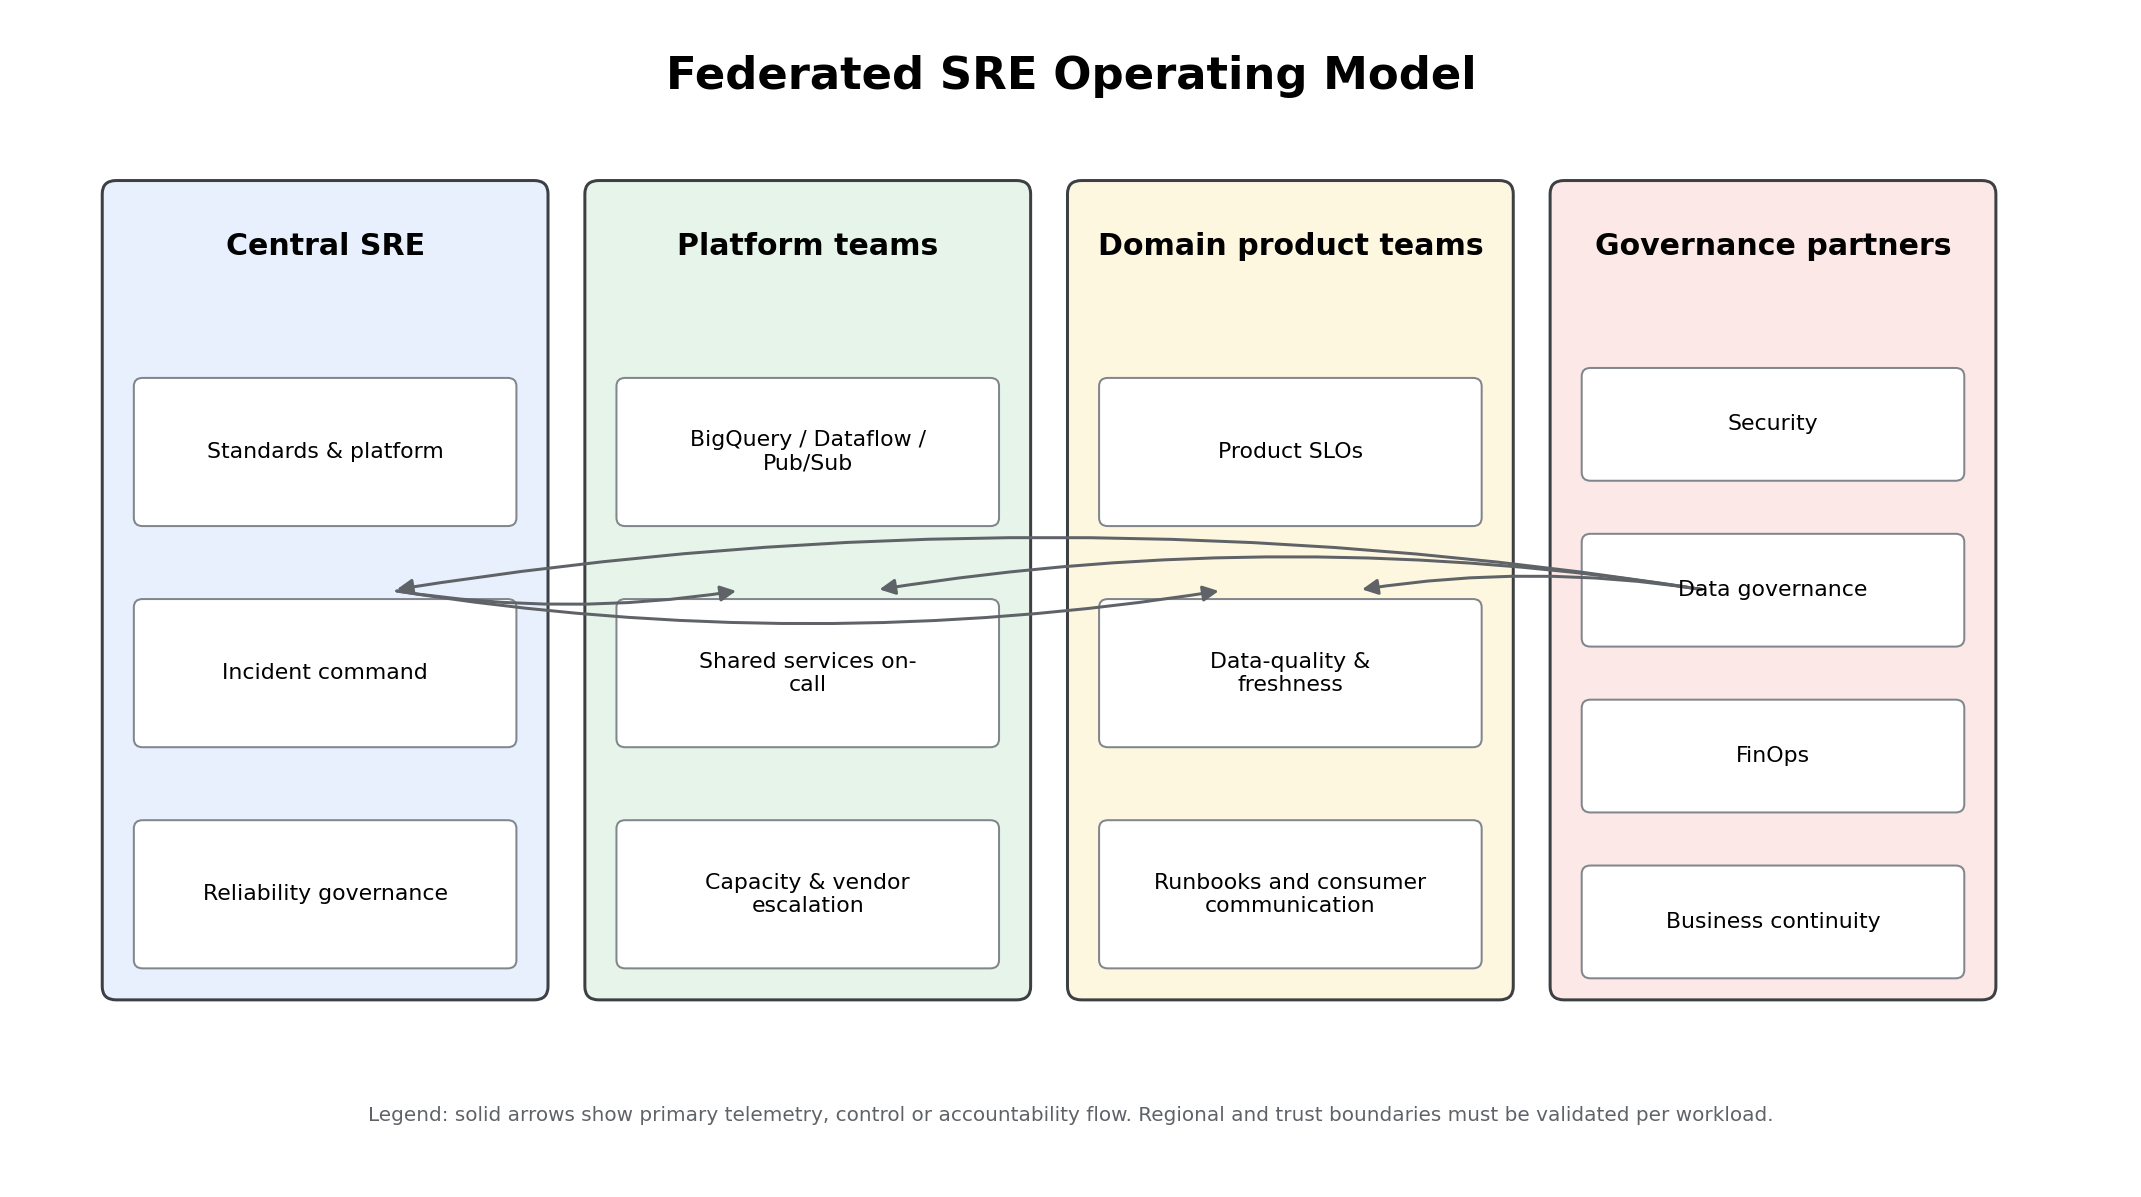 Federated SRE Operating Model
Central SRE
Standards & platform
Incident command
Reliability governance
Platform teams
BigQuery / Dataflow /
Pub/Sub
Shared services on-
call
Capacity & vendor
escalation
Domain product teams
Product SLOs
Data-quality &
freshness
Runbooks and consumer
communication
Governance partners
Security
Data governance
FinOps
Business continuity
Legend: solid arrows show primary telemetry, control or accountability flow. Regional and trust boundaries must be validated per workload.